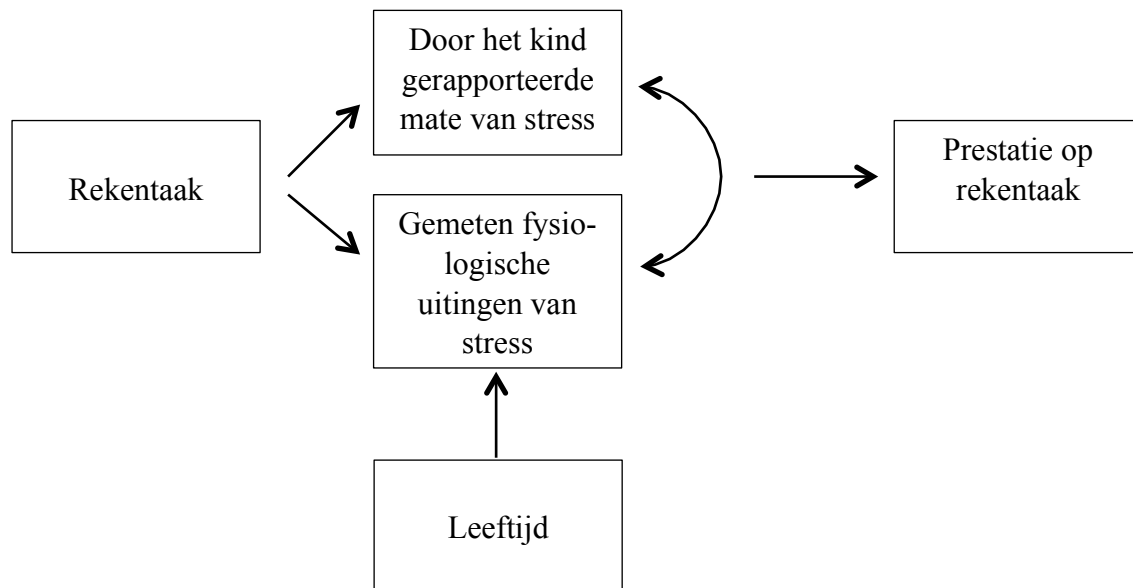 Rekentaak
Door het kind
gerapporteerde
mate van stress
Gemeten fysio-
logische
uitingen van
stress
Prestatie op
rekentaak
Leeftijd